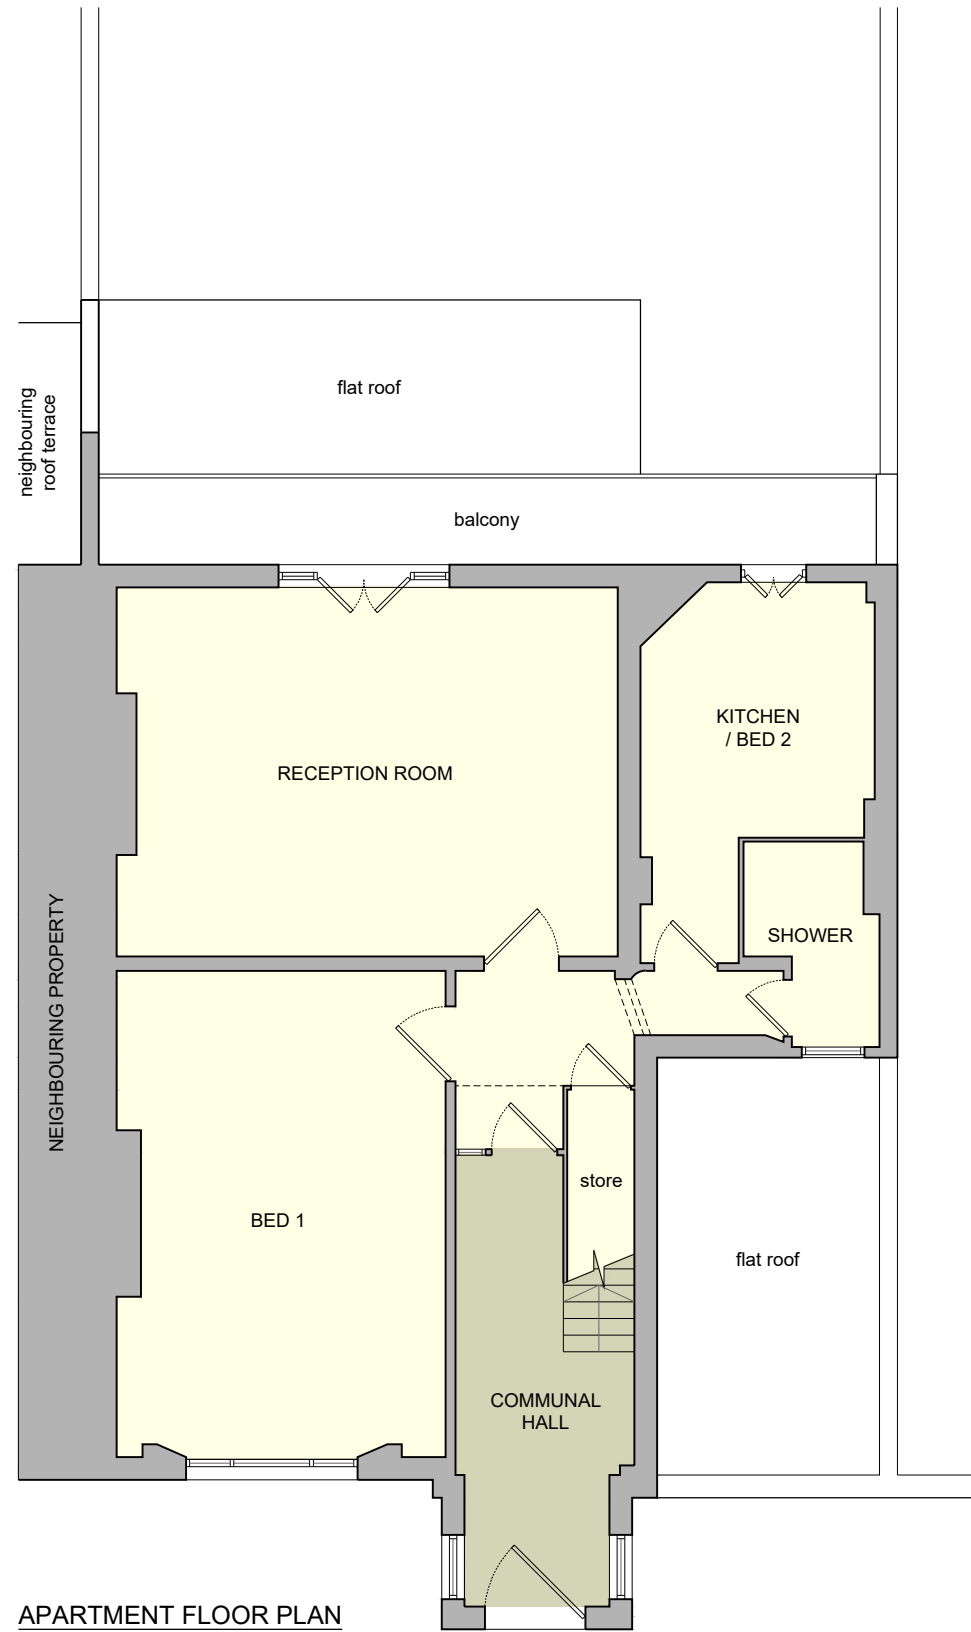 flat roof
neighbouring
roof terrace
balcony
KITCHEN
/ BED 2
RECEPTION ROOM
NEIGHBOURING PROPERTY
SHOWER
store
BED 1
flat roof
COMMUNAL
HALL
APARTMENT FLOOR PLAN